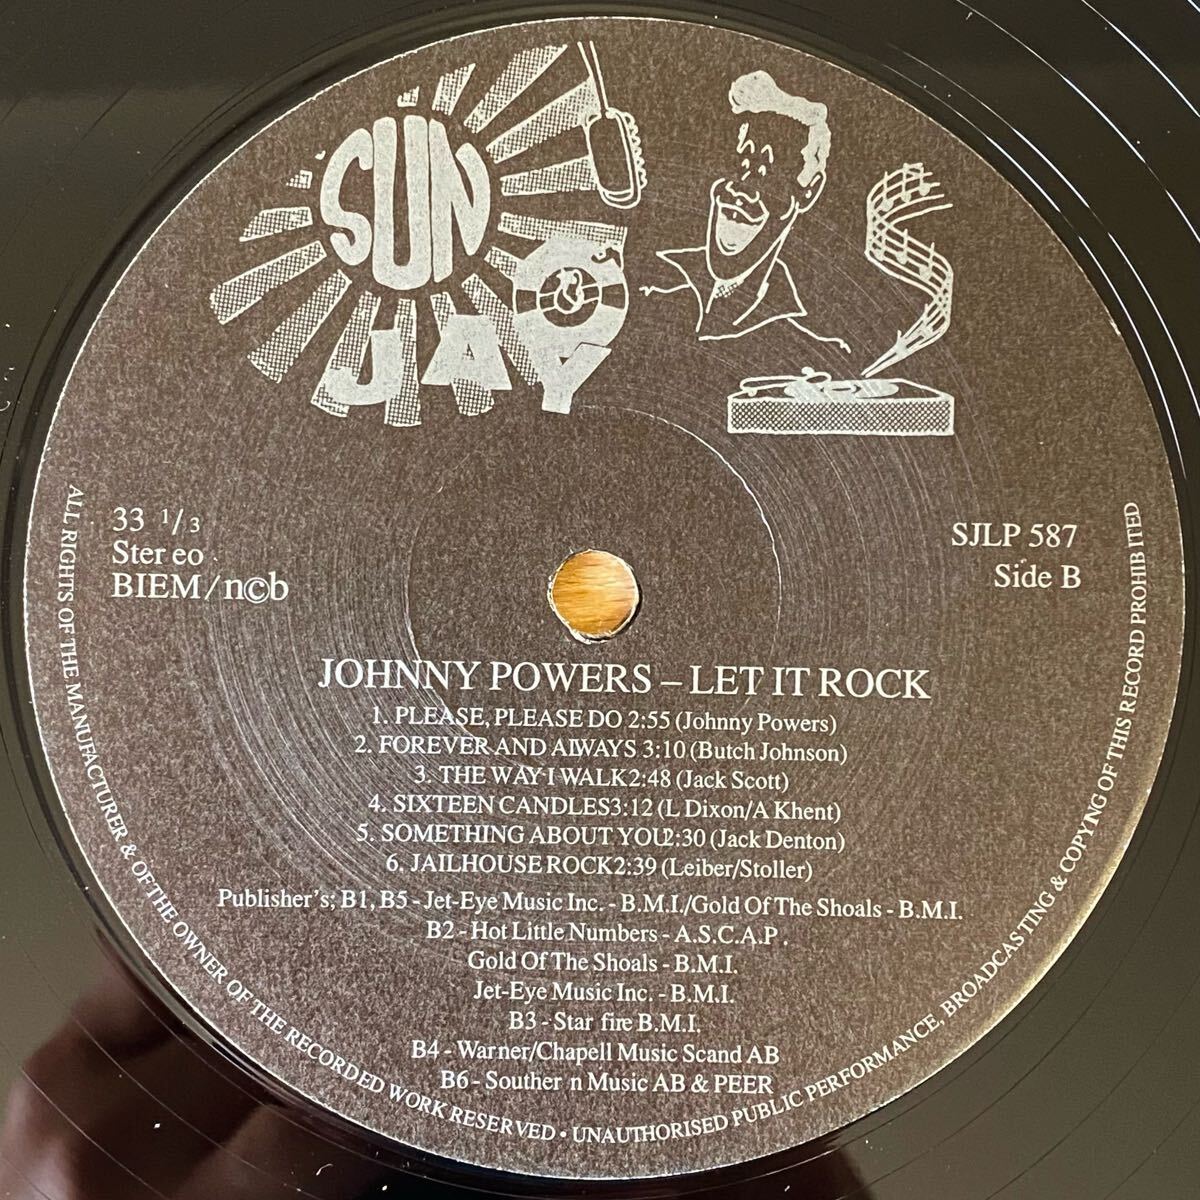 SUN
JAY
33 1/3
Ster eo
BIEM/n©b
SJLP 587
Side B
JOHNNY POWERS – LET IT ROCK
1. PLEASE, PLEASE DO 2:55 (Johnny Powers)
2. FOREVER AND ALWAYS 3:10 (Butch Johnson)
3. THE WAY I WALK2:48 (Jack Scott)
4. SIXTEEN CANDLES3:12 (L Dixon/A Khent)
5. SOMETHING ABOUT YOU2:30 (Jack Denton)
6. JAILHOUSE ROCK2:39 (Leiber/Stoller)
Publisher's; B1, B5 - Jet-Eye Music Inc. - B.M.I./Gold Of The Shoals - B.M.I.
B2 - Hot Little Numbers - A.S.C.A.P .
Gold Of The Shoals - B.M.I.
Jet-Eye Music Inc. - B.M.I.
B3 - Star fire B.M.I.
B4 - Warner/Chapell Music Scand AB
B6 - Souther n Music AB & PEER
ALL RIGHTS OF THE MANUFACTURER & OF THE OWNER OF THE RECORDED WORK RESERVED • UNAUTHORISED PUBLIC PERFORMANCE, BROADCASTING & COPYNG OF THIS RECORD PROHIBITED